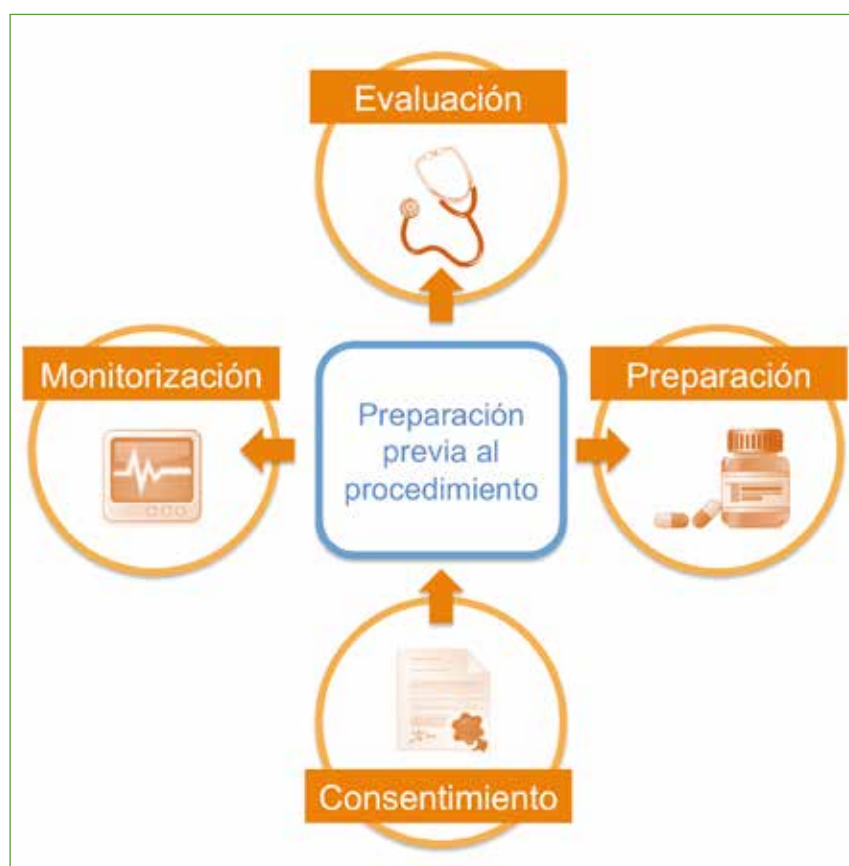 Evaluación
Monitorización
Preparación
previa al
procedimiento
Preparación
Consentimiento